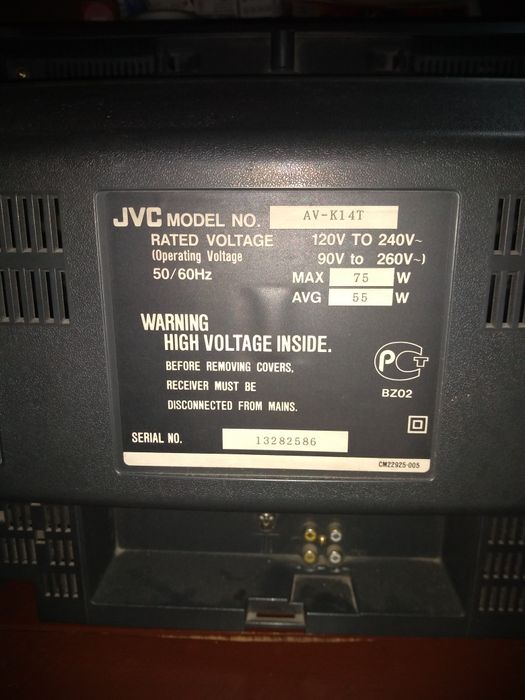 JVC MODEL NO. AV-K14T
RATED VOLTAGE 120V TO 240V~
(Operating Voltage 90V to 260V~)
50/60Hz MAX 75 W
AVG 55 W
WARNING
HIGH VOLTAGE INSIDE.
BEFORE REMOVING COVERS,
RECEIVER MUST BE
DISCONNECTED FROM MAINS.
PCT
BZ02
SERIAL NO. 13282586
CM22925-005